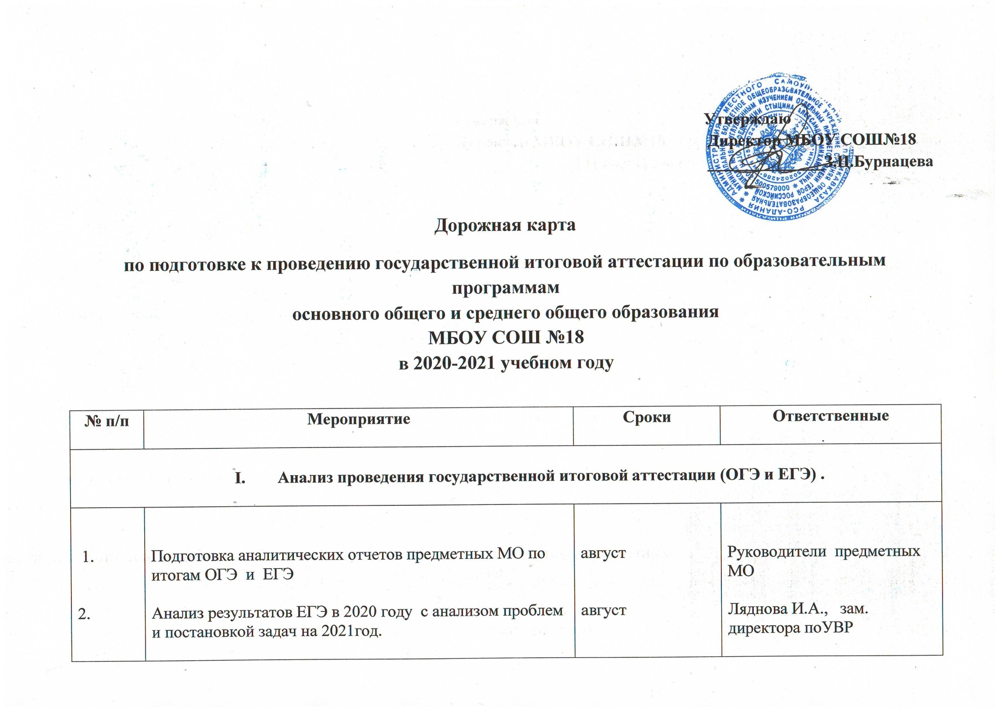 Утверждаю
Директор МБОУ СОШ№18
З.Ц.Бурнацева
Дорожная карта
по подготовке к проведению государственной итоговой аттестации по образовательным
программам
основного общего и среднего общего образования
МБОУ СОШ №18
в 2020-2021 учебном году
№ п/п Мероприятие Сроки Ответственные
I. Анализ проведения государственной итоговой аттестации (ОГЭ и ЕГЭ) .
1. Подготовка аналитических отчетов предметных МО по август Руководители предметных
итогам ОГЭ и ЕГЭ МО
2. Анализ результатов ЕГЭ в 2020 году с анализом проблем август Ляднова И.А., зам.
и постановкой задач на 2021год. директора поУВР